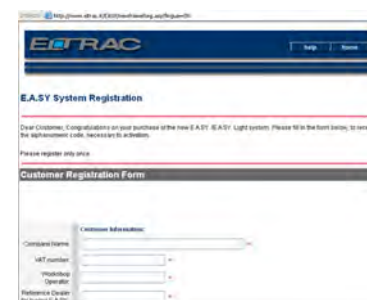 ELTRAC
help | home
E.A.SY System Registration
Dear Customer, Congratulations on your purchase of the new E.A.SY. /E.A.SY. Light system. Please fill in the form below, to
the alphanumeric code, necessary to activation.
Please register only once.
Customer Registration Form
Customer Information:
Company Name
VAT number
Workshop
Operator
Reference Dealer